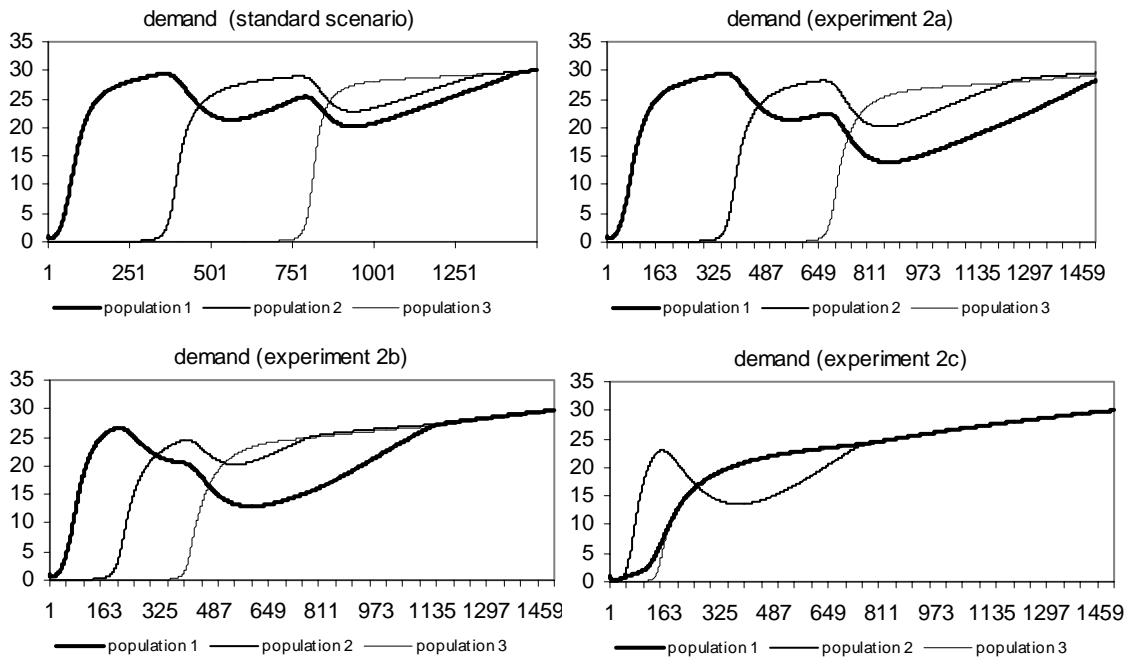 demand (standard scenario)
35
30
25
20
15
10
5
0
1 251 501 751 1001 1251
population 1 population 2 population 3
demand (experiment 2a)
35
30
25
20
15
10
5
0
1 163 325 487 649 811 973 1135 1297 1459
population 1 population 2 population 3
demand (experiment 2b)
35
30
25
20
15
10
5
0
1 163 325 487 649 811 973 1135 1297 1459
population 1 population 2 population 3
demand (experiment 2c)
35
30
25
20
15
10
5
0
1 163 325 487 649 811 973 1135 1297 1459
population 1 population 2 population 3